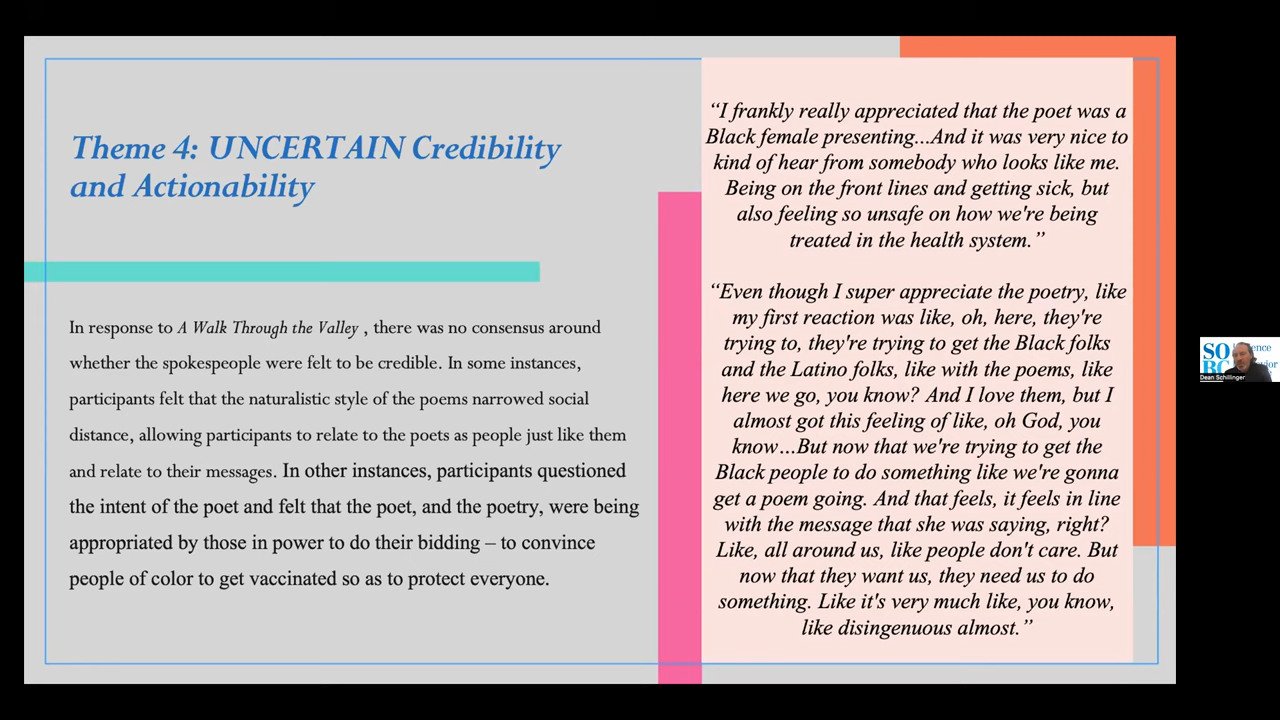 Theme 4: UNCERTAIN Credibility
and Actionability
In response to A Walk Through the Valley , there was no consensus around
whether the spokespeople were felt to be credible. In some instances,
participants felt that the naturalistic style of the poems narrowed social
distance, allowing participants to relate to the poets as people just like them
and relate to their messages. In other instances, participants questioned
the intent of the poet and felt that the poet, and the poetry, were being
appropriated by those in power to do their bidding – to convince
people of color to get vaccinated so as to protect everyone.
“I frankly really appreciated that the poet was a
Black female presenting...And it was very nice to
kind of hear from somebody who looks like me.
Being on the front lines and getting sick, but
also feeling so unsafe on how we're being
treated in the health system.”
“Even though I super appreciate the poetry, like
my first reaction was like, oh, here, they're
trying to, they're trying to get the Black folks
and the Latino folks, like with the poems, like
here we go, you know? And I love them, but I
almost got this feeling of like, oh God, you
know…But now that we're trying to get the
Black people to do something like we're gonna
get a poem going. And that feels, it feels in line
with the message that she was saying, right?
Like, all around us, like people don't care. But
now that they want us, they need us to do
something. Like it's very much like, you know,
like disingenuous almost.”
SO
Dean Schillinger